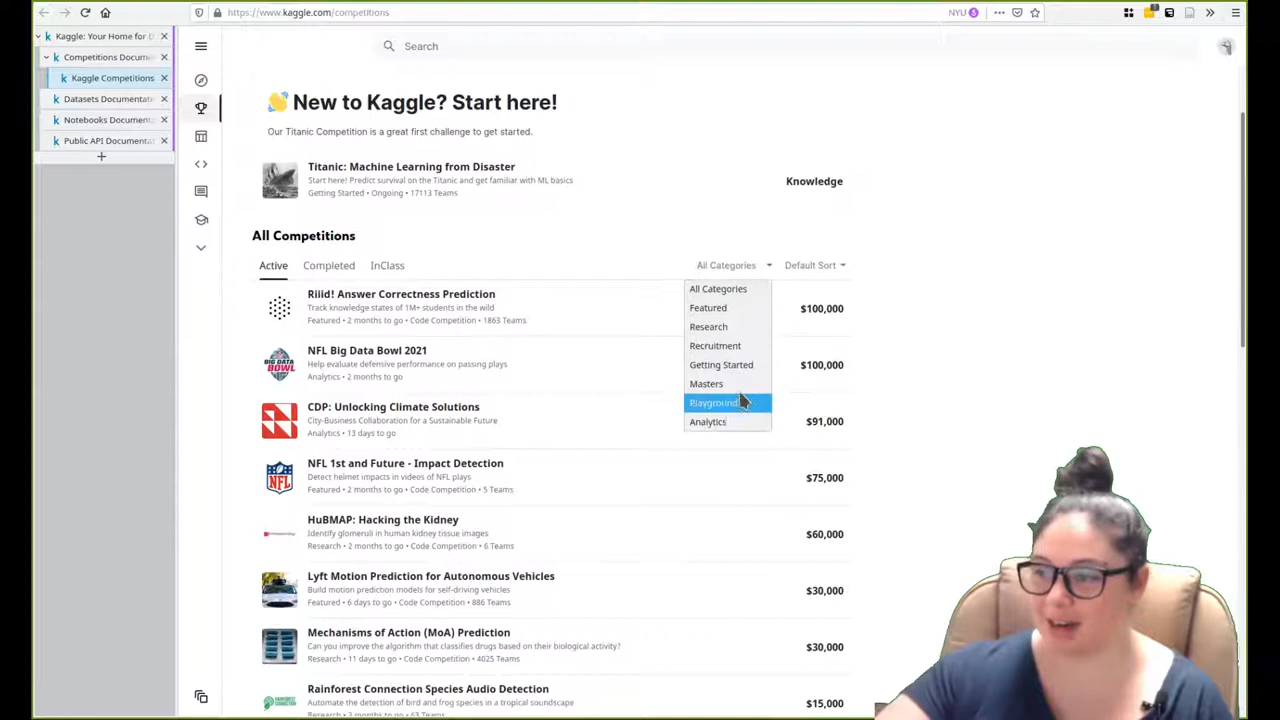 https://www.kaggle.com/competitions
NYU
Kaggle: Your Home for D
Competitions Docume
Kaggle Competitions
Datasets Documentati
Notebooks Document
Public API Documenta
Search
👋 New to Kaggle? Start here!
Our Titanic Competition is a great first challenge to get started.
Titanic: Machine Learning from Disaster
Start here! Predict survival on the Titanic and get familiar with ML basics
Getting Started • Ongoing • 17113 Teams
Knowledge
All Competitions
Active Completed InClass All Categories Default Sort
All Categories
Featured
Research
Recruitment
Getting Started
Masters
Playground
Analytics
Riiid! Answer Correctness Prediction
Track knowledge states of 1M+ students in the wild
Featured • 2 months to go • Code Competition • 1863 Teams
$100,000
NFL Big Data Bowl 2021
Help evaluate defensive performance on passing plays
Analytics • 2 months to go
$100,000
CDP: Unlocking Climate Solutions
City-Business Collaboration for a Sustainable Future
Analytics • 13 days to go
$91,000
NFL 1st and Future - Impact Detection
Detect helmet impacts in videos of NFL plays
Featured • 2 months to go • Code Competition • 5 Teams
$75,000
HuBMAP: Hacking the Kidney
Identify glomeruli in human kidney tissue images
Research • 2 months to go • Code Competition • 6 Teams
$60,000
Lyft Motion Prediction for Autonomous Vehicles
Build motion prediction models for self-driving vehicles
Featured • 6 days to go • Code Competition • 886 Teams
$30,000
Mechanisms of Action (MoA) Prediction
Can you improve the algorithm that classifies drugs based on their biological activity?
Research • 11 days to go • Code Competition • 4025 Teams
$30,000
Rainforest Connection Species Audio Detection
Automate the detection of bird and frog species in a tropical soundscape
Research • 3 months to go • 63 Teams
$15,000